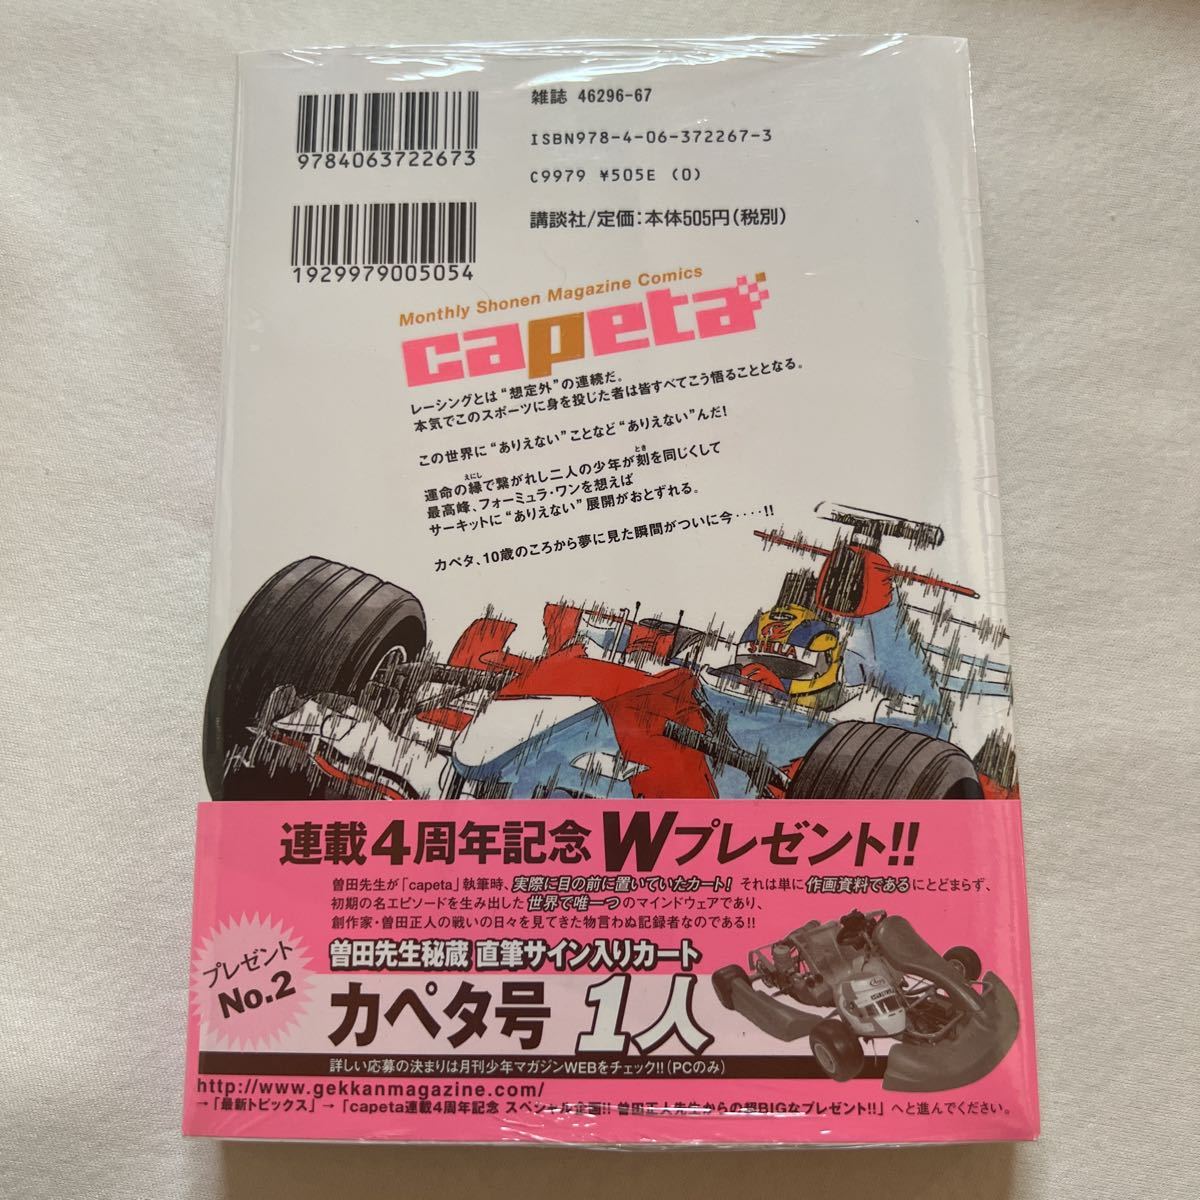 雑誌 46296-67
9784063722673
ISBN978-4-06-372267-3
C9979 ¥505E (0)
1929979005054
講談社/定価:本体505円(税別)
Monthly Shonen Magazine Comics
capeta
レーシングとは“想定外”の連続だ。
本気でこのスポーツに身を投じた者は皆すべてこう悟ることとなる。
この世界に“ありえない”ことなど“ありえない”んだ!
えにし
とき
運命の縁で繋がれし二人の少年が刻を同じくして
最高峰、フォーミュラ・ワンを想えば
サーキットに“ありえない”展開がおとずれる。
カペタ、10歳のころから夢に見た瞬間がついに今‥‥!!
STELLA
連載4周年記念 Wプレゼント!!
曽田先生が「capeta」執筆時、実際に目の前に置いていたカート! それは単に作画資料であるにとどまらず、
初期の名エピソードを生み出した世界で唯一つのマインドウェアであり、
創作家・曽田正人の戦いの日々を見てきた物言わぬ記録者なのである!!
プレゼント
No.2
曽田先生秘蔵 直筆サイン入りカート
カペタ号 1人
詳しい応募の決まりは月刊少年マガジンWEBをチェック!!(PCのみ)
http://www.gekkanmagazine.com/
→「最新トピックス」→「capeta連載4周年記念 スペシャル企画!! 曽田正人先生からの超BIGなプレゼント!!」へと進んでください。